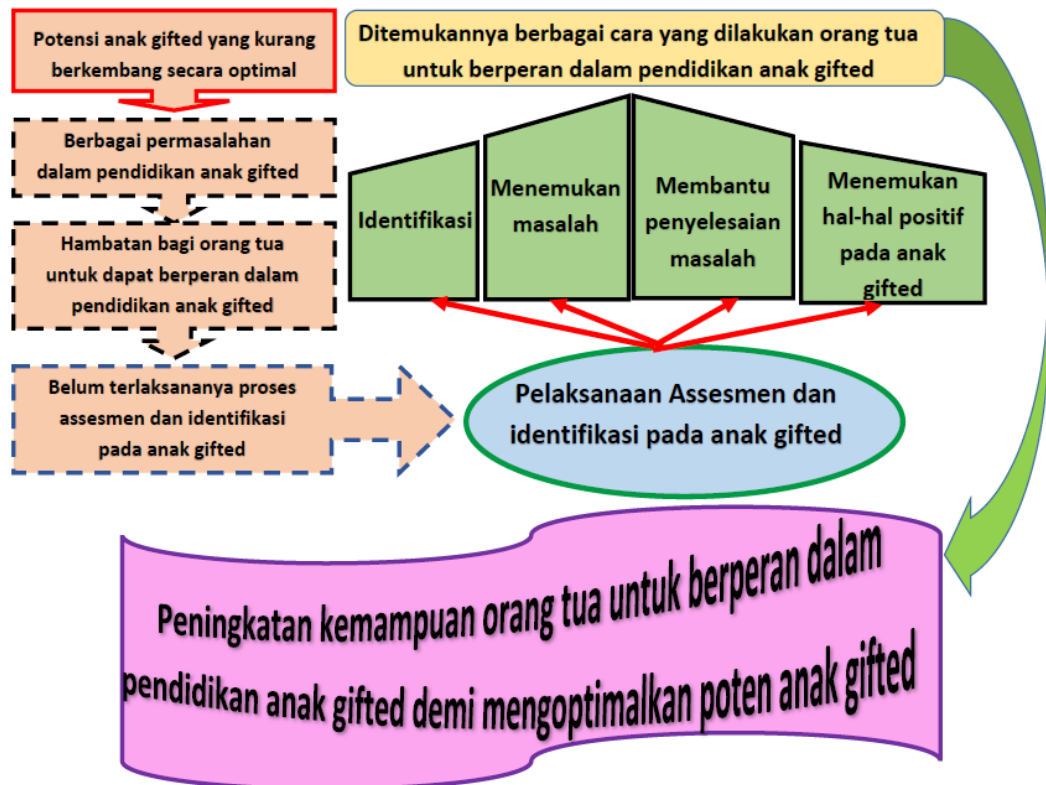 Potensi anak gifted yang kurang
berkembang secara optimal
Berbagai permasalahan
dalam pendidikan anak gifted
Hambatan bagi orang tua
untuk dapat berperan dalam
pendidikan anak gifted
Belum terlaksananya proses
assesmen dan identifikasi
pada anak gifted
Ditemukannya berbagai cara yang dilakukan orang tua
untuk berperan dalam pendidikan anak gifted
Identifikasi
Menemukan
masalah
Membantu
penyelesaian
masalah
Menemukan
hal-hal positif
pada anak
gifted
Pelaksanaan Assesmen dan
identifikasi pada anak gifted
Peningkatan kemampuan orang tua untuk berperan dalam
pendidikan anak gifted demi mengoptimalkan poten anak gifted